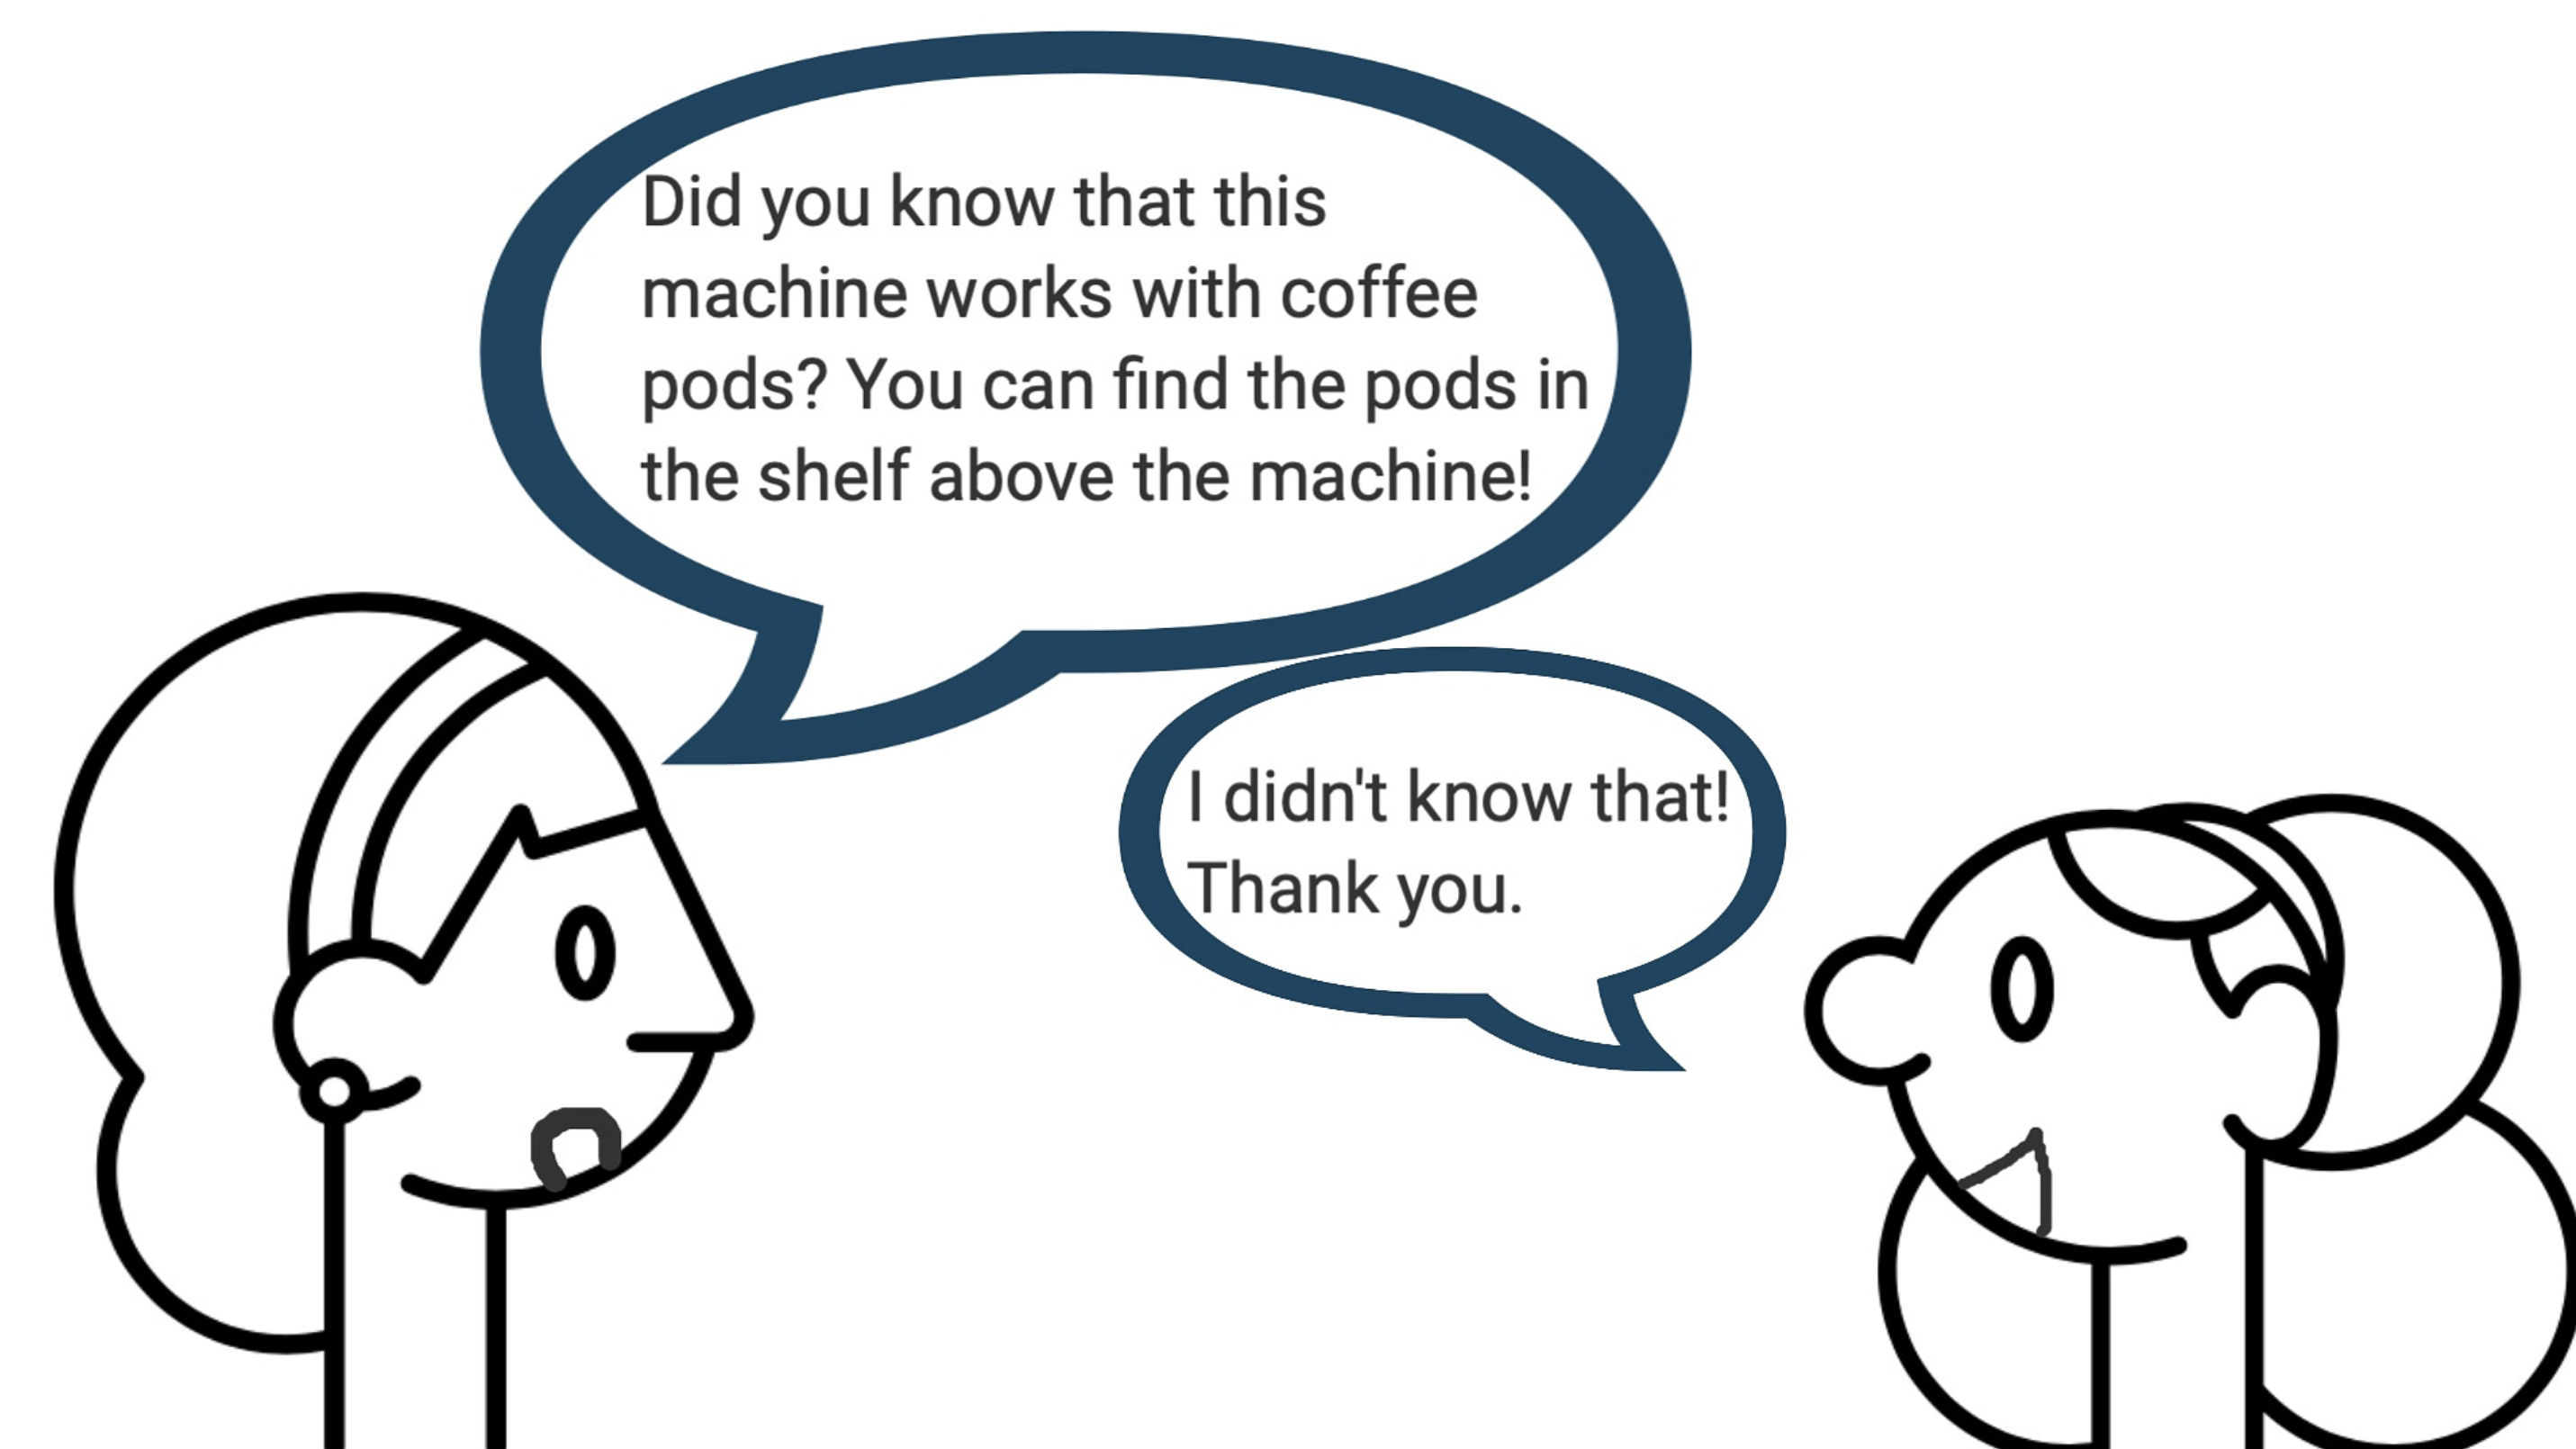 Did you know that this
machine works with coffee
pods? You can find the pods in
the shelf above the machine!
I didn't know that!
Thank you.